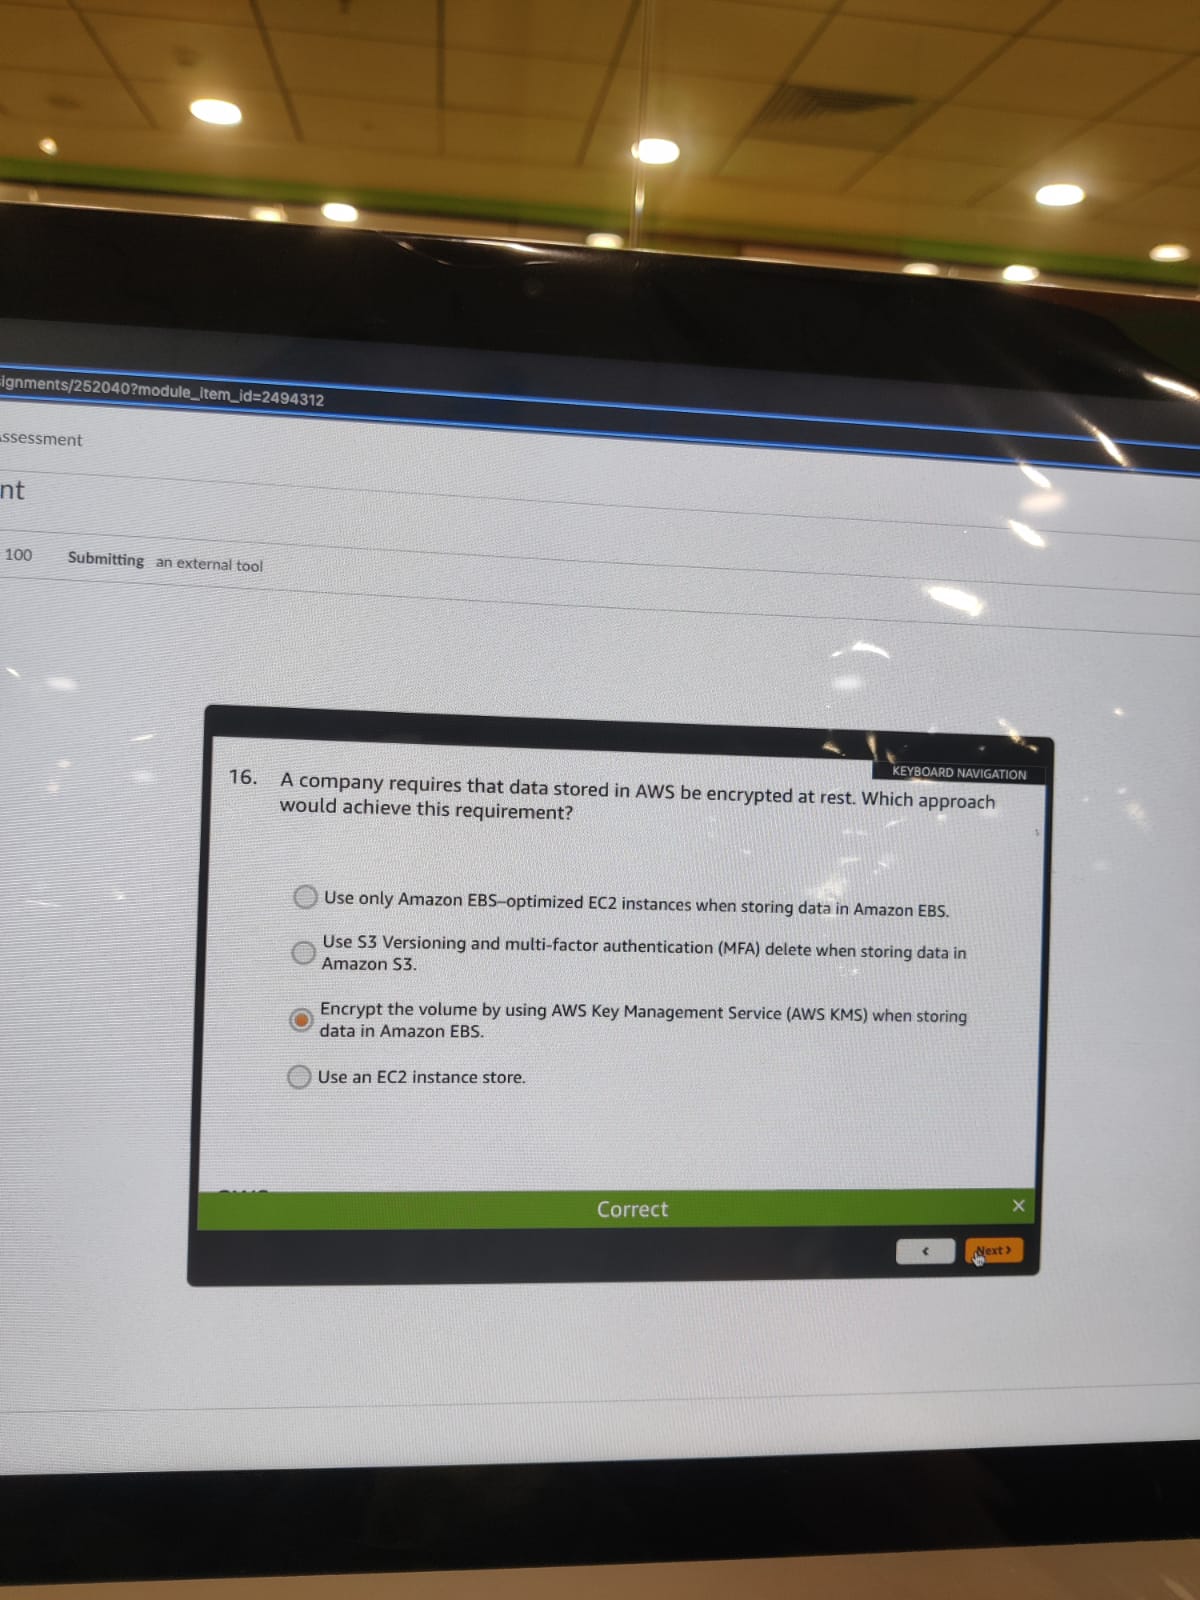 ignments/252040?module_item_id=2494312
ssessment
nt
100 Submitting an external tool
KEYBOARD NAVIGATION
16. A company requires that data stored in AWS be encrypted at rest. Which approach
would achieve this requirement?
Use only Amazon EBS–optimized EC2 instances when storing data in Amazon EBS.
Use S3 Versioning and multi-factor authentication (MFA) delete when storing data in
Amazon S3.
Encrypt the volume by using AWS Key Management Service (AWS KMS) when storing
data in Amazon EBS.
Use an EC2 instance store.
Correct
Next